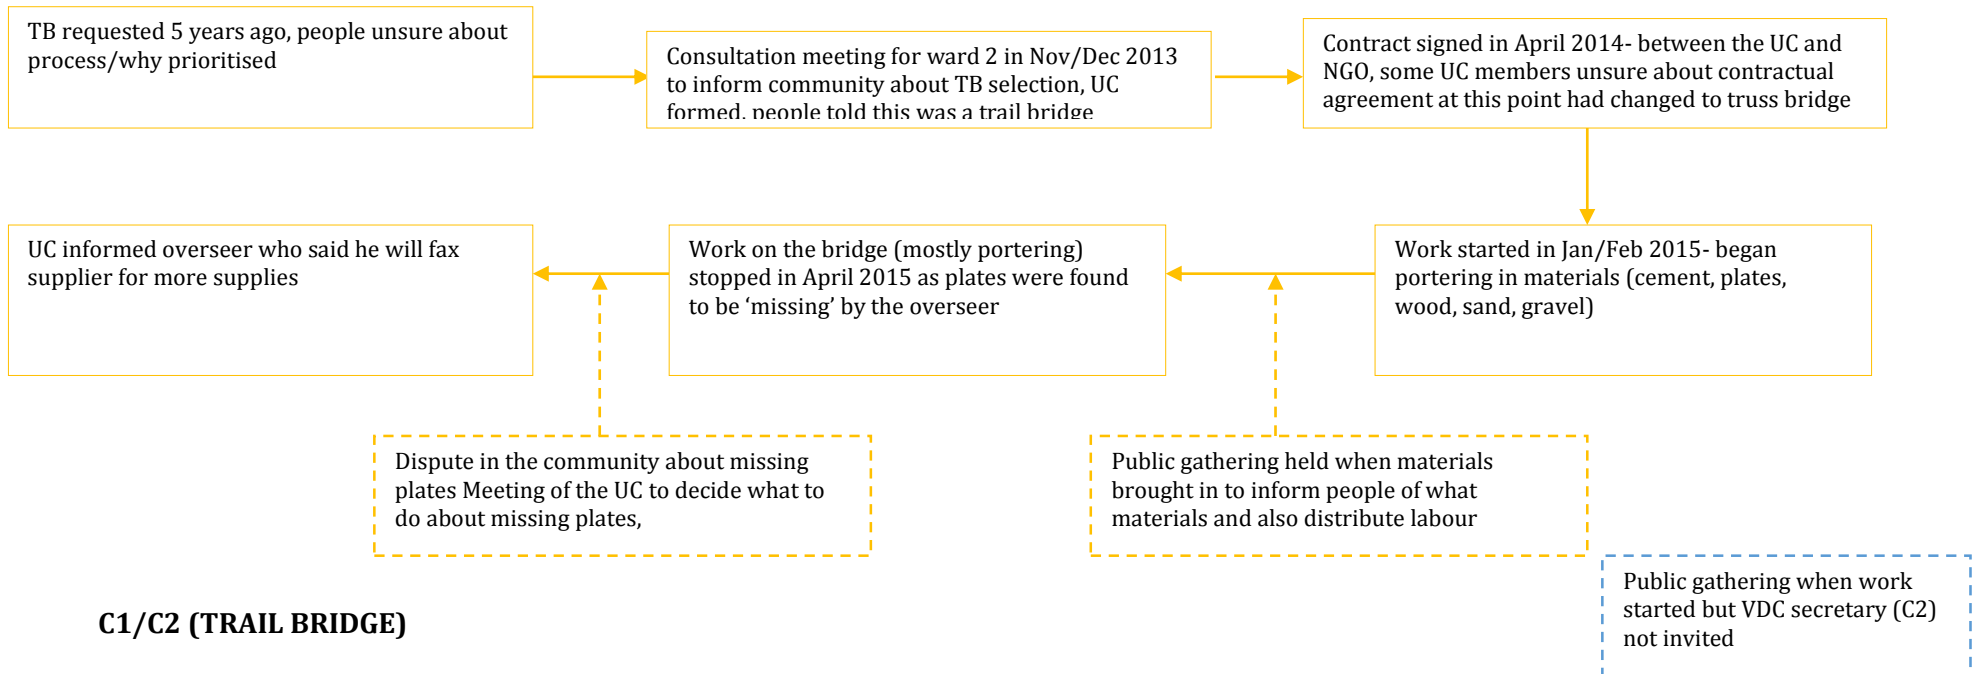 TB requested 5 years ago, people unsure about
process/why prioritised
Consultation meeting for ward 2 in Nov/Dec 2013
to inform community about TB selection, UC
formed, people told this was a trail bridge
Contract signed in April 2014- between the UC and
NGO, some UC members unsure about contractual
agreement at this point had changed to truss bridge
UC informed overseer who said he will fax
supplier for more supplies
Work on the bridge (mostly portering)
stopped in April 2015 as plates were found
to be ‘missing’ by the overseer
Work started in Jan/Feb 2015- began
portering in materials (cement, plates,
wood, sand, gravel)
Dispute in the community about missing
plates Meeting of the UC to decide what to
do about missing plates,
Public gathering held when materials
brought in to inform people of what
materials and also distribute labour
Public gathering when work
started but VDC secretary (C2)
not invited
C1/C2 (TRAIL BRIDGE)